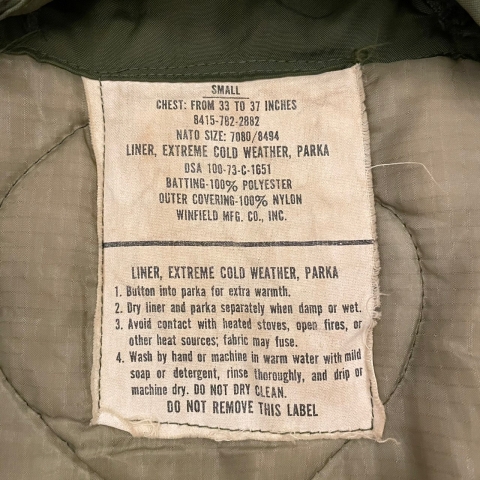 SMALL
CHEST: FROM 33 TO 37 INCHES
8415-782-2882
NATO SIZE: 7080/8494
LINER, EXTREME COLD WEATHER, PARKA
DSA 100-73-C-1651
BATTING-100% POLYESTER
OUTER COVERING-100% NYLON
WINFIELD MFG. CO., INC.
LINER, EXTREME COLD WEATHER, PARKA
1. Button into parka for extra warmth.
2. Dry liner and parka separately when damp or wet.
3. Avoid contact with heated stoves, open fires, or
other heat sources; fabric may fuse.
4. Wash by hand or machine in warm water with mild
soap or detergent, rinse thoroughly, and drip or
machine dry. DO NOT DRY CLEAN.
DO NOT REMOVE THIS LABEL